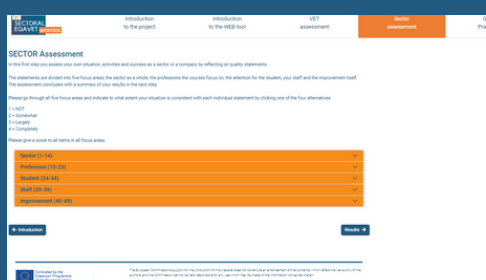 SECTORAL
EQAVET
Introduction
to the project
Introduction
to the WEB tool
VET
assessment
Sector
assessment
SECTOR Assessment
In this first step you assess your own situation, activities and success as a sector or a company by reflecting on quality statements.
The statements are divided into five focus areas; the sector as a whole, the professions the courses focus on, the attention for the student, your staff and the improvement itself.
The assessment concludes with a summary of your results in the next step.
Please go through all five focus areas and indicate to what extent your situation is consistent with each individual statement by clicking one of the four alternatives:
1 = NOT
2 = Somewhat
3 = Largely
4 = Completely
Please give a score to all items in all focus areas.
Sector (1-14)
Profession (15-23)
Student (24-34)
Staff (35-39)
Improvement (40-49)
← Introduction
Results →
Co-funded by the
Erasmus+ Programme